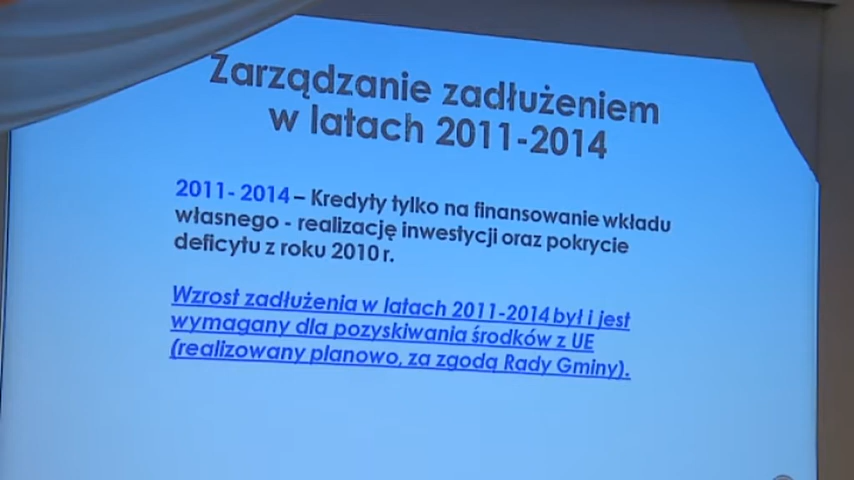 Zarządzanie zadłużeniem
w latach 2011-2014
2011- 2014 – Kredyty tylko na finansowanie wkładu
własnego - realizację inwestycji oraz pokrycie
deficytu z roku 2010 r.
Wzrost zadłużenia w latach 2011-2014 był i jest
wymagany dla pozyskiwania środków z UE
(realizowany planowo, za zgodą Rady Gminy).